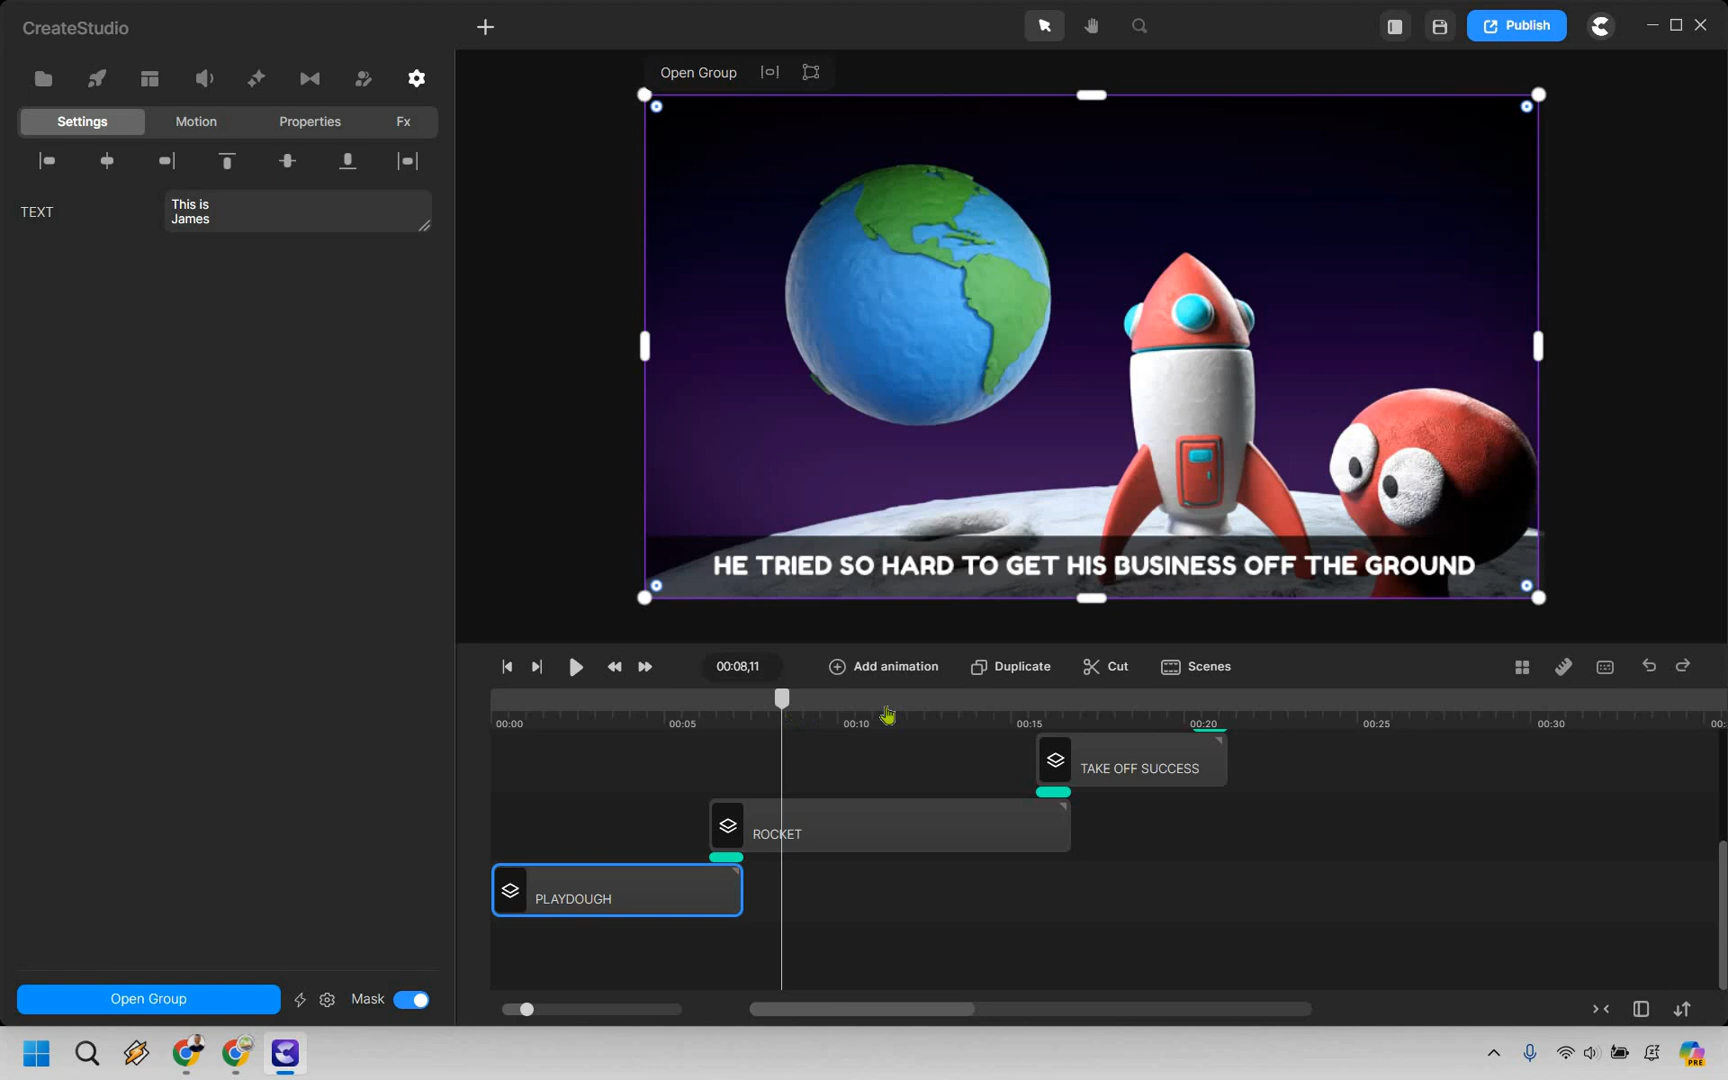 CreateStudio
Publish
Open Group
Settings
Motion
Properties
Fx
TEXT
This is
James
HE TRIED SO HARD TO GET HIS BUSINESS OFF THE GROUND
00:08,11
Add animation
Duplicate
Cut
Scenes
00:00
00:05
00:10
00:15
00:20
00:25
00:30
00:
TAKE OFF SUCCESS
ROCKET
PLAYDOUGH
Open Group
Mask
PRE